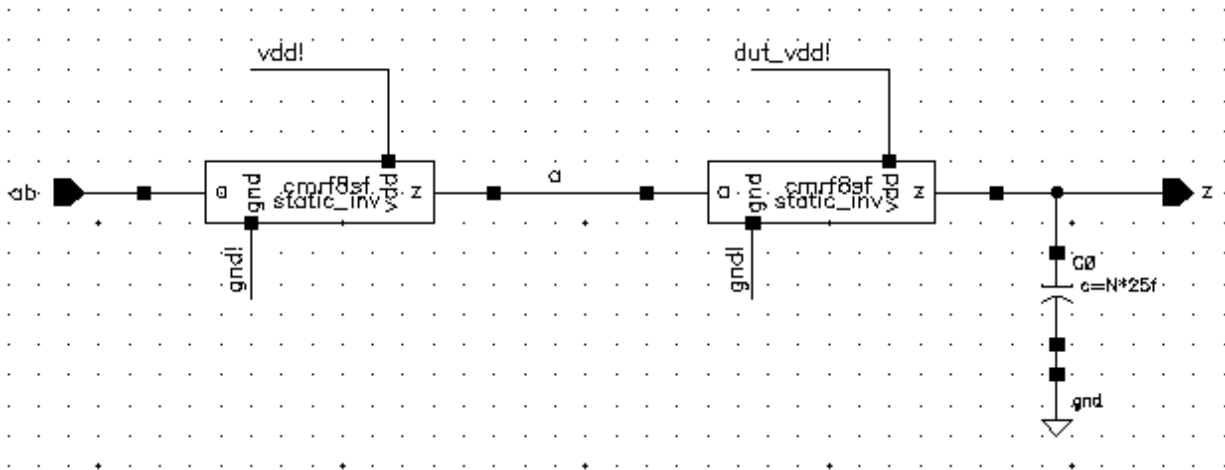 vdd!
dut_vdd!
ab
a
gnd
cmrf8sf
static_inv
vdd
z
a
a
gnd
cmrf8sf
static_inv
vdd
z
z
gnd!
gnd!
C0
c=N*25f
gnd